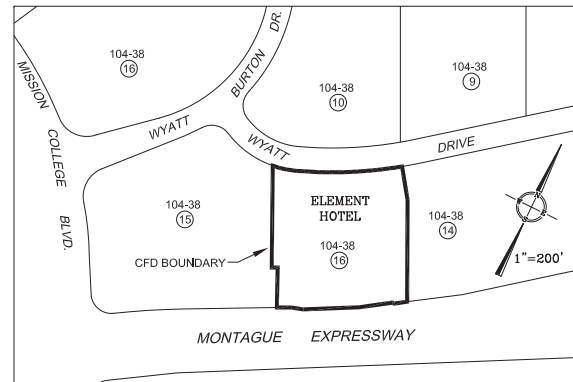 104-38
16
MISSION COLLEGE BLVD.
BURTON DR.
104-38
10
104-38
9
WYATT
WYATT DRIVE
104-38
15
ELEMENT
HOTEL
104-38
16
104-38
14
CFD BOUNDARY
1"=200'
MONTAGUE EXPRESSWAY